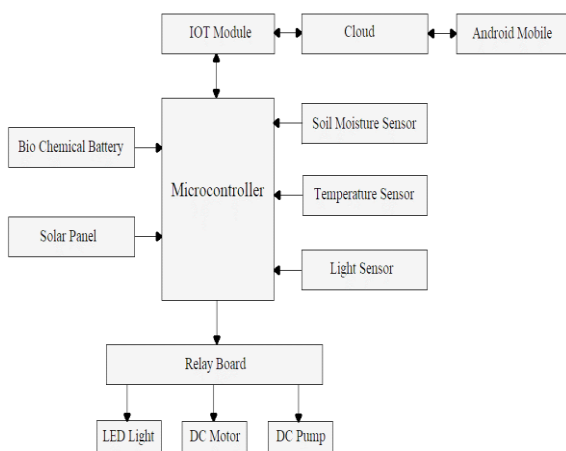 IOT Module
Cloud
Android Mobile
Soil Moisture Sensor
Bio Chemical Battery
Microcontroller
Temperature Sensor
Solar Panel
Light Sensor
Relay Board
LED Light
DC Motor
DC Pump